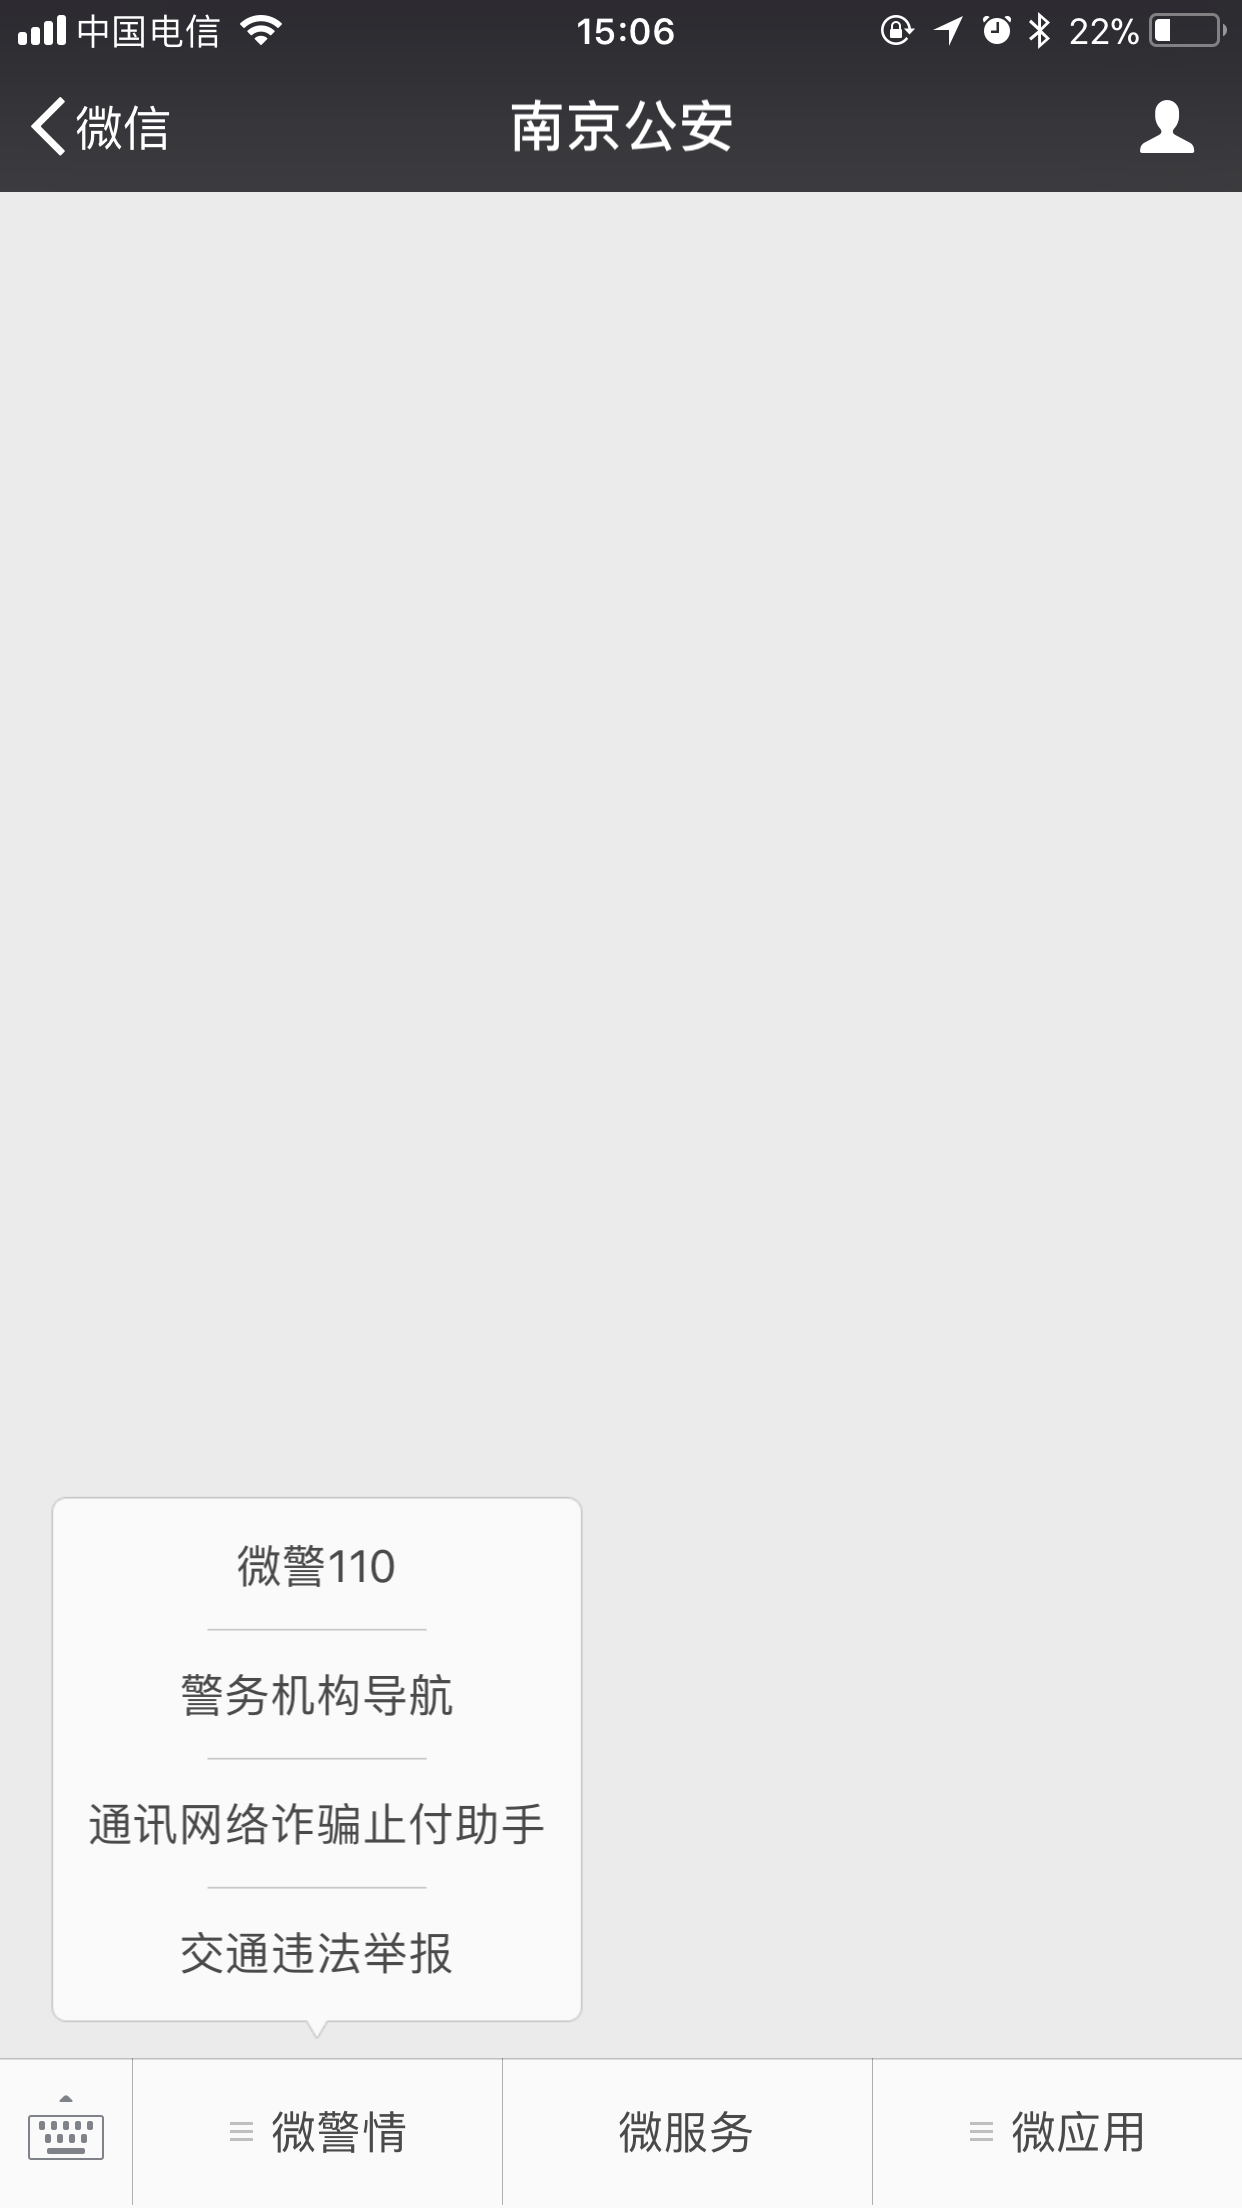 中国电信 15:06 22%
微信 南京公安
微警110
警务机构导航
通讯网络诈骗止付助手
交通违法举报
微警情 微服务 微应用